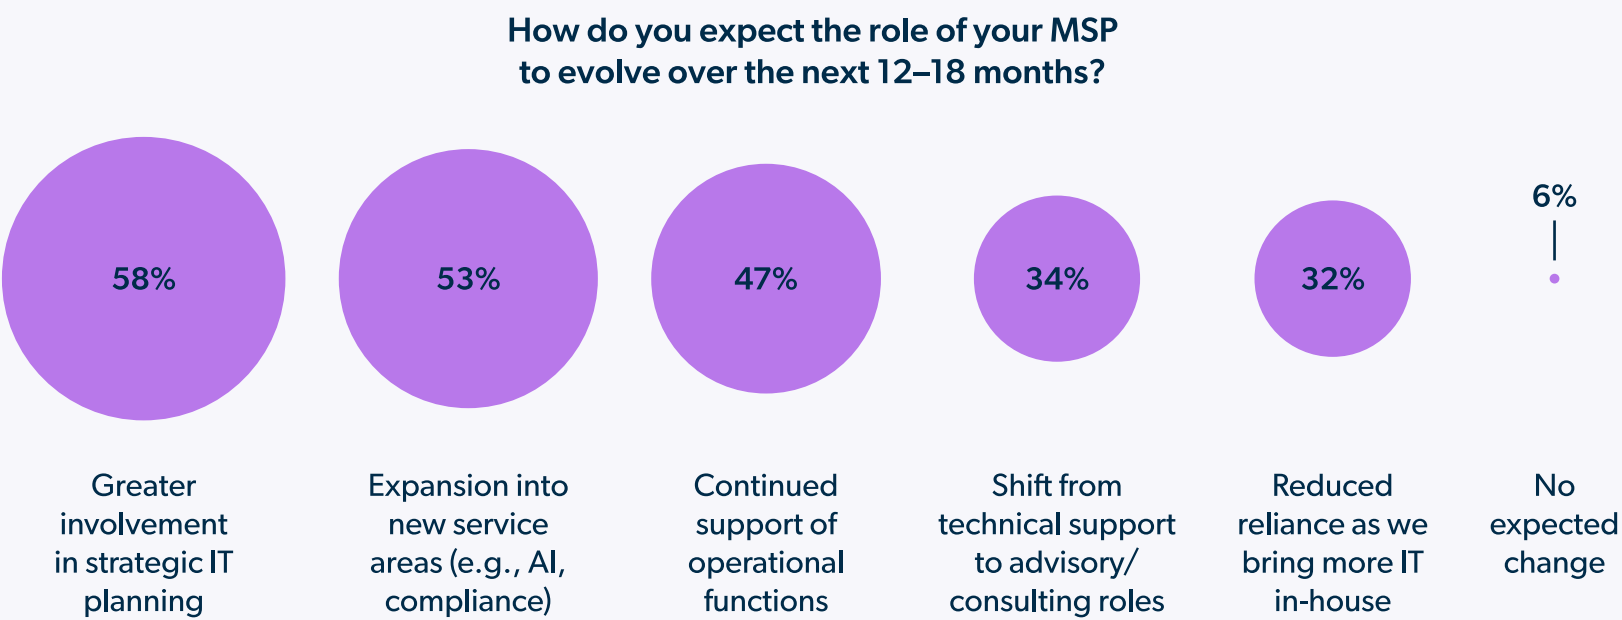 How do you expect the role of your MSP
to evolve over the next 12–18 months?
58%
53%
47%
34%
32%
6%
Greater
involvement
in strategic IT
planning
Expansion into
new service
areas (e.g., AI,
compliance)
Continued
support of
operational
functions
Shift from
technical support
to advisory/
consulting roles
Reduced
reliance as we
bring more IT
in-house
No
expected
change